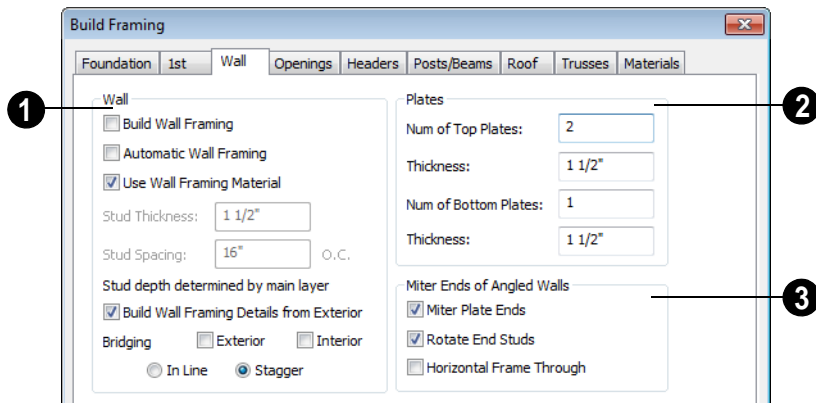 Build Framing
Foundation 1st Wall Openings Headers Posts/Beams Roof Trusses Materials
1
Wall
Build Wall Framing
Automatic Wall Framing
Use Wall Framing Material
Stud Thickness: 1 1/2"
Stud Spacing: 16" O.C.
Stud depth determined by main layer
Build Wall Framing Details from Exterior
Bridging Exterior Interior
In Line Stagger
2
Plates
Num of Top Plates: 2
Thickness: 1 1/2"
Num of Bottom Plates: 1
Thickness: 1 1/2"
3
Miter Ends of Angled Walls
Miter Plate Ends
Rotate End Studs
Horizontal Frame Through